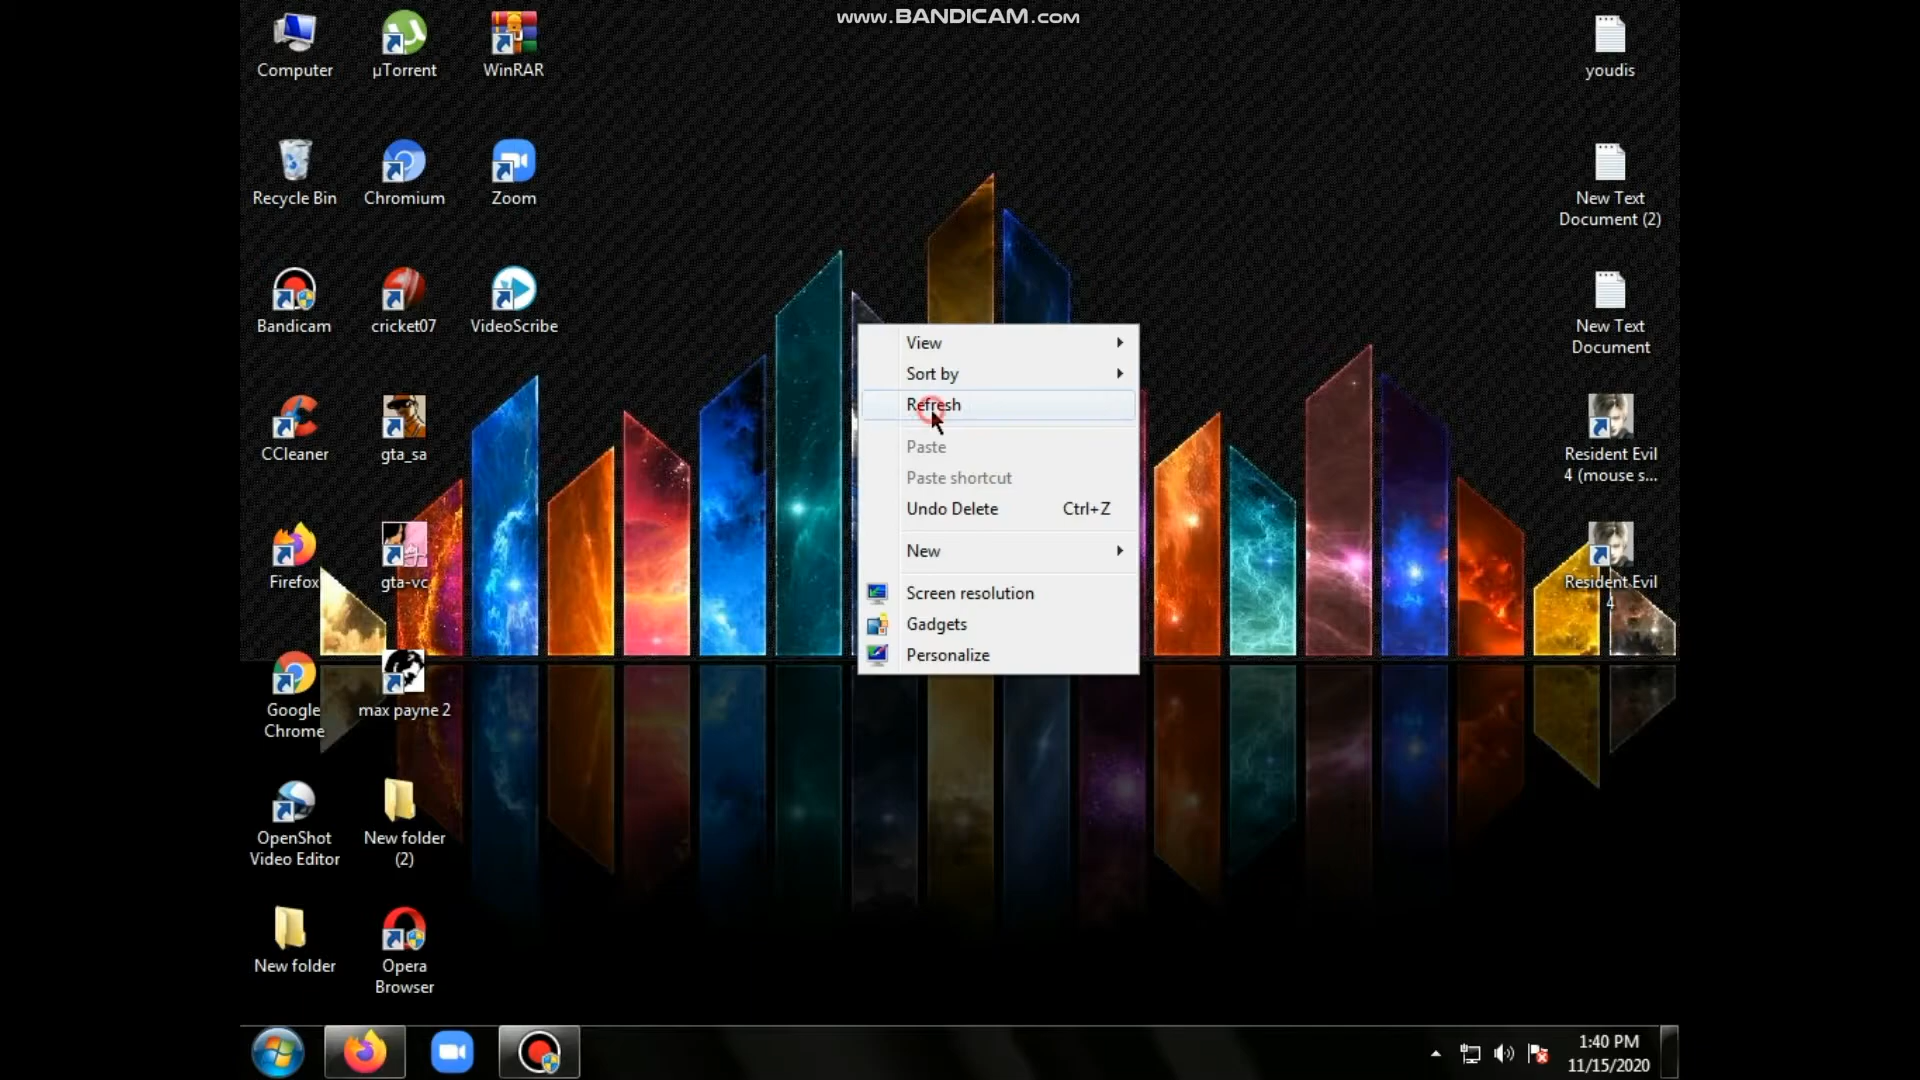 www.BANDICAM.com
Computer
µTorrent
WinRAR
youdis
Recycle Bin
Chromium
Zoom
New Text
Document (2)
Bandicam
cricket07
VideoScribe
New Text
Document
View
Sort by
Refresh
Paste
Paste shortcut
Undo Delete Ctrl+Z
New
Screen resolution
Gadgets
Personalize
CCleaner
gta_sa
Resident Evil
4 (mouse s...
Firefox
gta-vc
Resident Evil
4
Google
Chrome
max payne 2
OpenShot
Video Editor
New folder
(2)
New folder
Opera
Browser
1:40 PM
11/15/2020